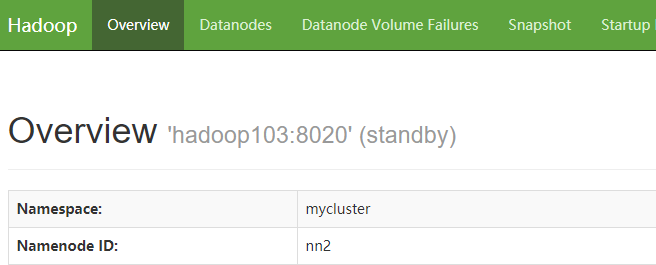 Hadoop Overview Datanodes Datanode Volume Failures Snapshot Startup
Overview 'hadoop103:8020' (standby)
Namespace: mycluster
Namenode ID: nn2